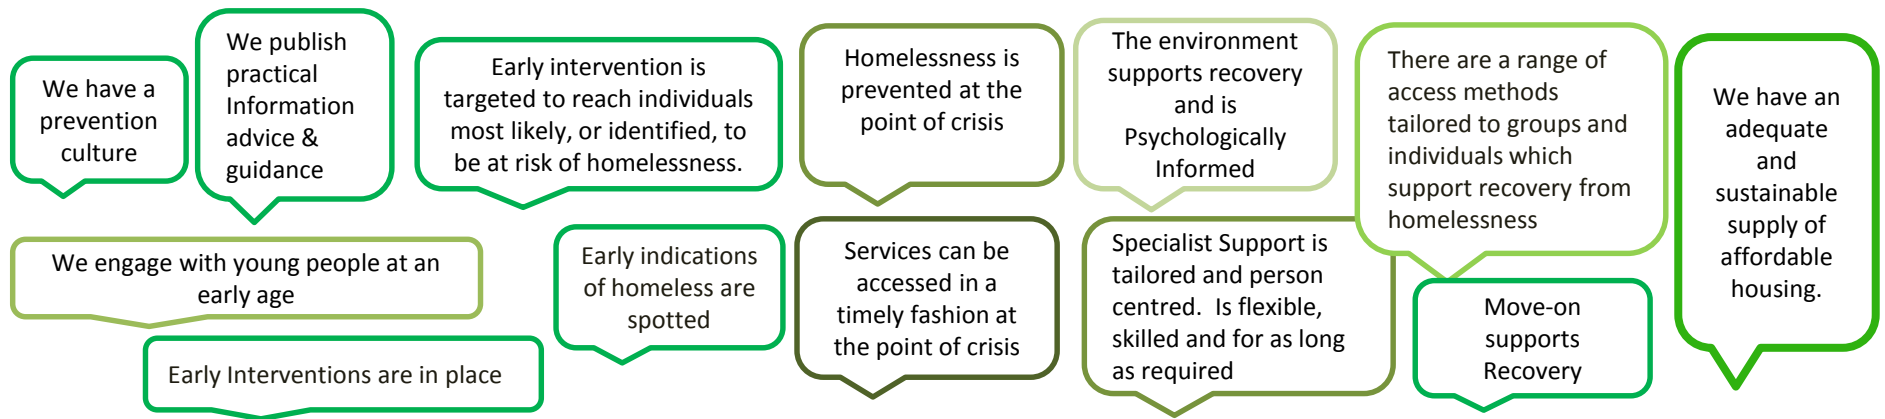 We have a
prevention
culture
We publish
practical
Information
advice &
guidance
Early intervention is
targeted to reach individuals
most likely, or identified, to
be at risk of homelessness.
Homelessness is
prevented at the
point of crisis
The environment
supports recovery
and is
Psychologically
Informed
There are a range of
access methods
tailored to groups and
individuals which
support recovery from
homelessness
We have an
adequate
and
sustainable
supply of
affordable
housing.
We engage with young people at an
early age
Early indications
of homeless are
spotted
Services can be
accessed in a
timely fashion at
the point of crisis
Specialist Support is
tailored and person
centred.  Is flexible,
skilled and for as long
as required
Move-on
supports
Recovery
Early Interventions are in place